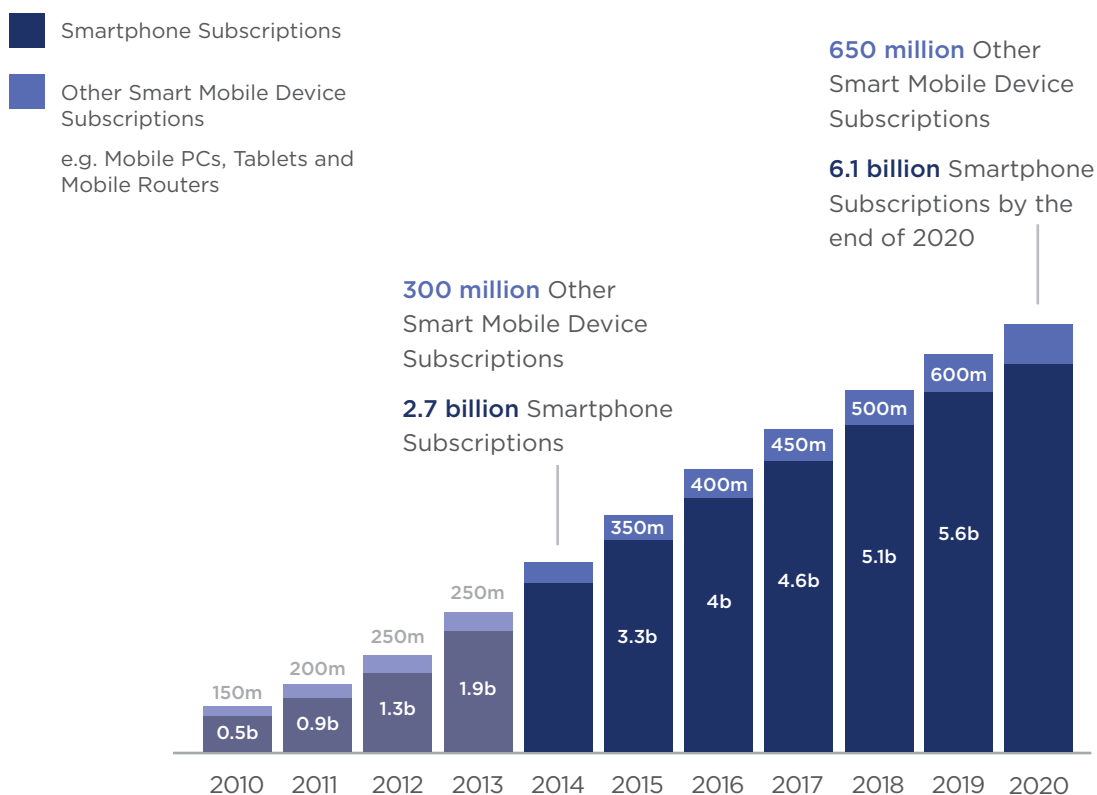 Smartphone Subscriptions
Other Smart Mobile Device
Subscriptions
e.g. Mobile PCs, Tablets and
Mobile Routers
650 million Other
Smart Mobile Device
Subscriptions
6.1 billion Smartphone
Subscriptions by the
end of 2020
300 million Other
Smart Mobile Device
Subscriptions
2.7 billion Smartphone
Subscriptions
150m
0.5b
200m
0.9b
250m
1.3b
250m
1.9b
350m
3.3b
400m
4b
450m
4.6b
500m
5.1b
600m
5.6b
2010 2011 2012 2013 2014 2015 2016 2017 2018 2019 2020